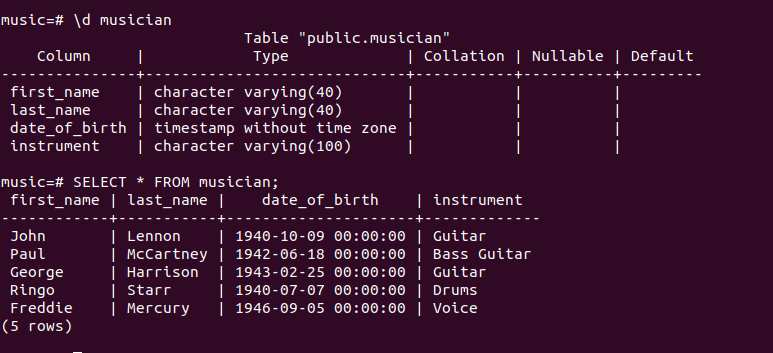 music=# \d musician
                          Table "public.musician"
    Column     |            Type             | Collation | Nullable | Default
---------------+-----------------------------+-----------+----------+---------
 first_name    | character varying(40)       |           |          |
 last_name     | character varying(40)       |           |          |
 date_of_birth | timestamp without time zone |           |          |
 instrument    | character varying(100)      |           |          |

music=# SELECT * FROM musician;
 first_name | last_name |    date_of_birth    | instrument
------------+-----------+---------------------+-------------
 John       | Lennon    | 1940-10-09 00:00:00 | Guitar
 Paul       | McCartney | 1942-06-18 00:00:00 | Bass Guitar
 George     | Harrison  | 1943-02-25 00:00:00 | Guitar
 Ringo      | Starr     | 1940-07-07 00:00:00 | Drums
 Freddie    | Mercury   | 1946-09-05 00:00:00 | Voice
(5 rows)